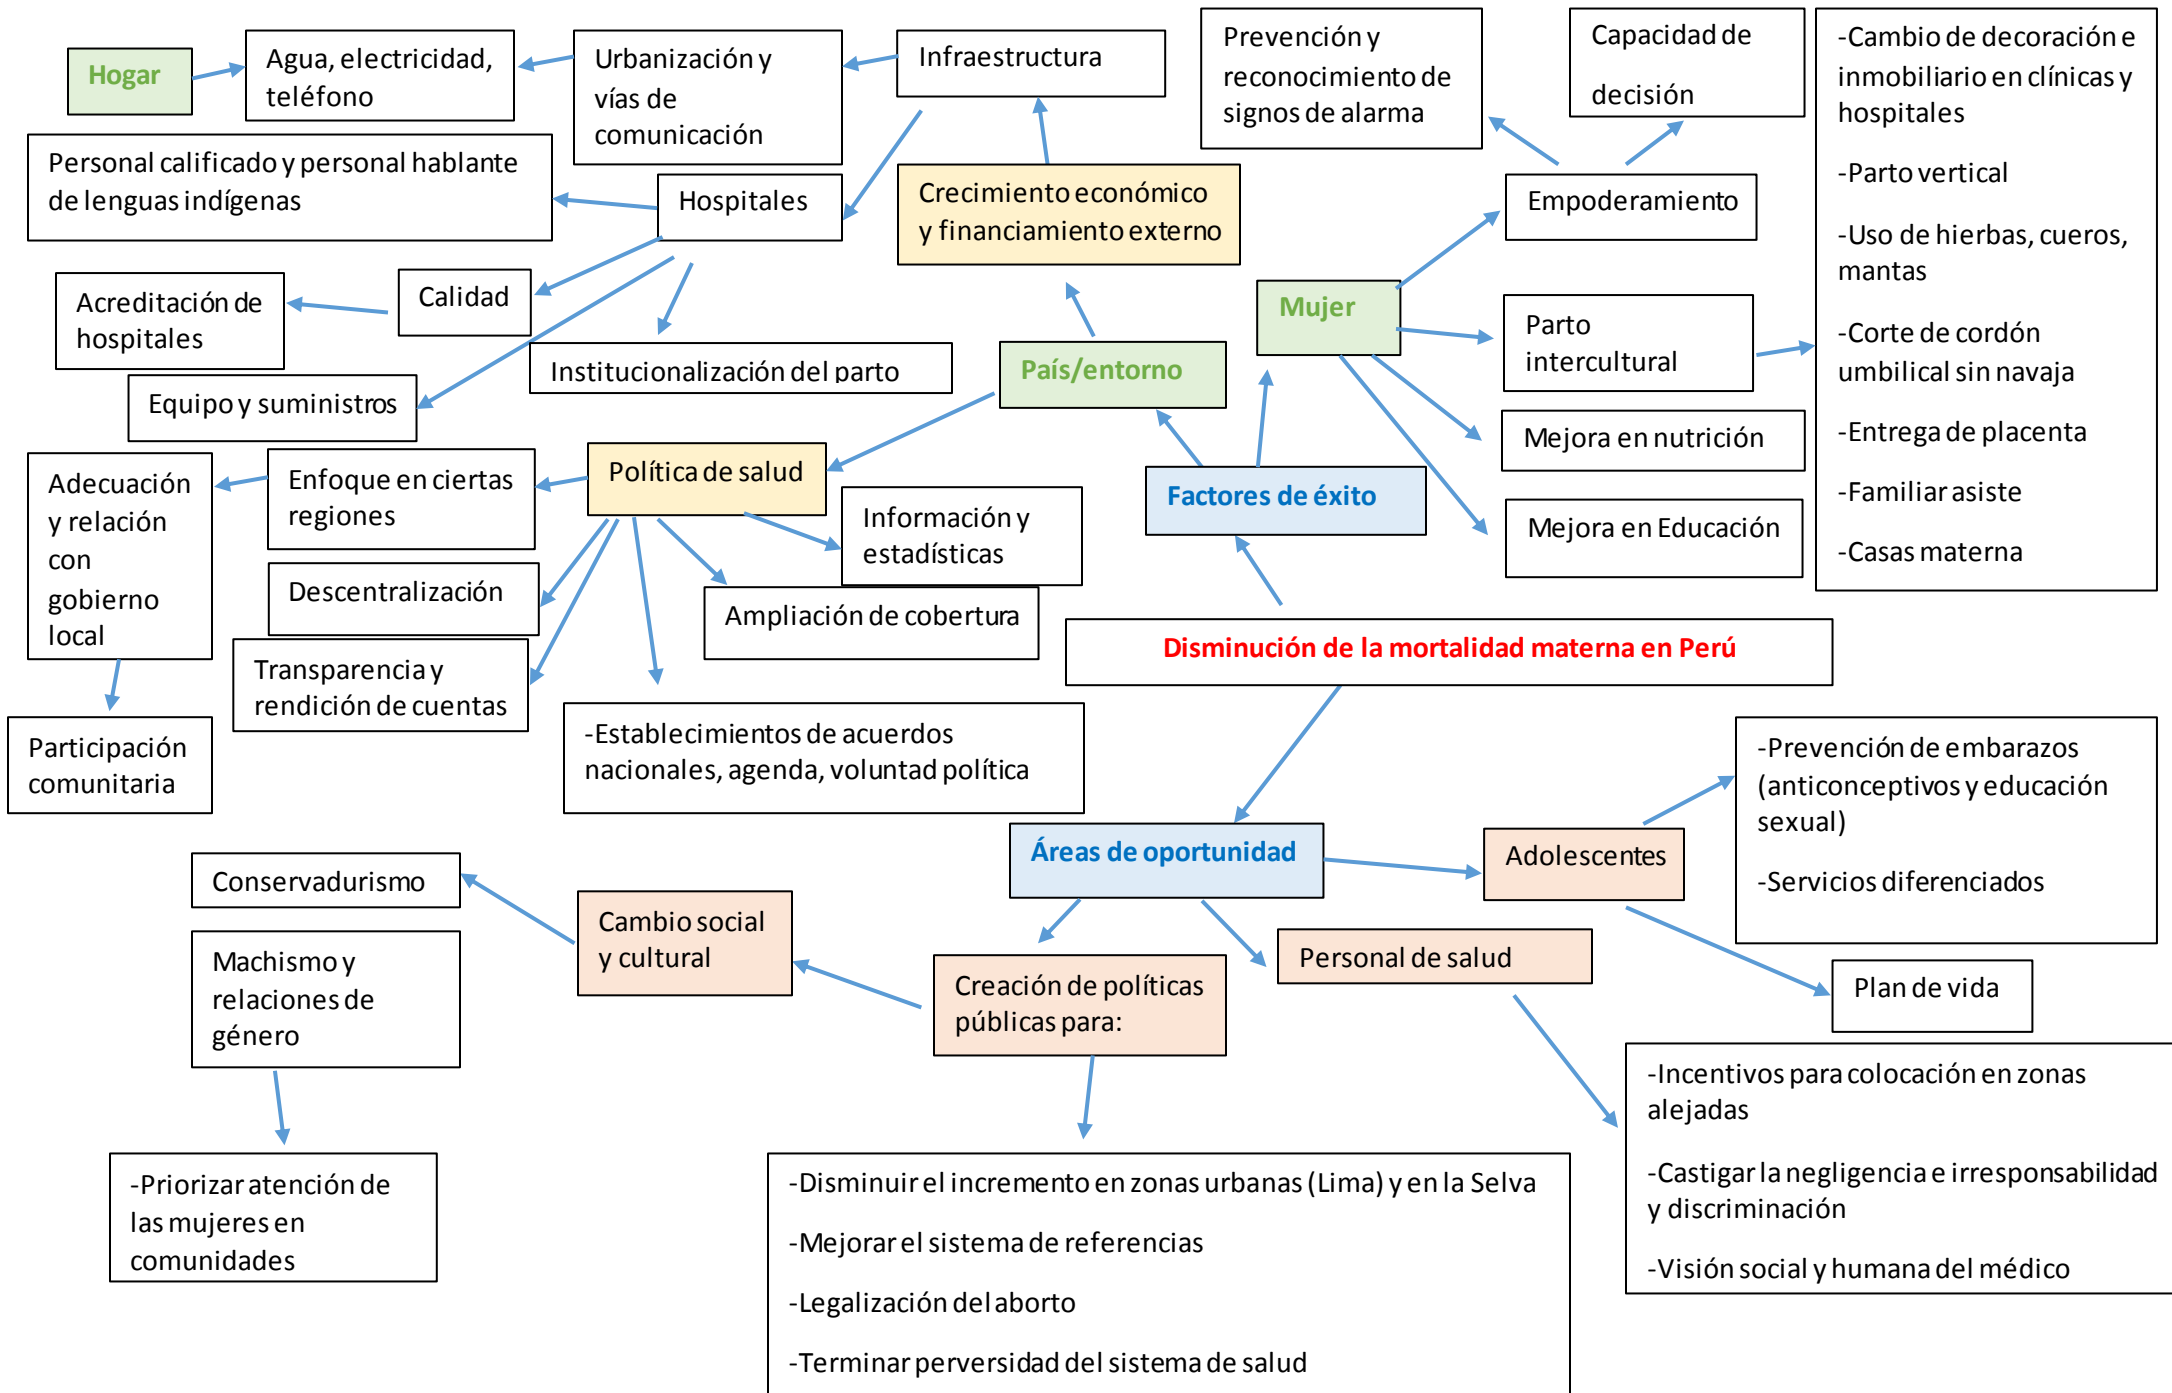 Hogar
Agua, electricidad,
teléfono
Urbanización y
vías de
comunicación
Infraestructura
Prevención y
reconocimiento de
signos de alarma
Capacidad de
decisión
-Cambio de decoración e
inmobiliario en clínicas y
hospitales
-Parto vertical
-Uso de hierbas, cueros,
mantas
-Corte de cordón
umbilical sin navaja
-Entrega de placenta
-Familiar asiste
-Casas materna
Personal calificado y personal hablante
de lenguas indígenas
Hospitales
Crecimiento económico
y financiamiento externo
Empoderamiento
Acreditación de
hospitales
Calidad
Mujer
Parto
intercultural
Institucionalización del parto
País/entorno
Equipo y suministros
Mejora en nutrición
Adecuación
y relación
con
gobierno
local
Enfoque en ciertas
regiones
Política de salud
Información y
estadísticas
Factores de éxito
Mejora en Educación
Descentralización
Ampliación de cobertura
Disminución de la mortalidad materna en Perú
Transparencia y
rendición de cuentas
Participación
comunitaria
-Establecimientos de acuerdos
nacionales, agenda, voluntad política
-Prevención de embarazos
(anticonceptivos y educación
sexual)
-Servicios diferenciados
Áreas de oportunidad
Adolescentes
Conservadurismo
Cambio social
y cultural
Personal de salud
Machismo y
relaciones de
género
Creación de políticas
públicas para:
Plan de vida
-Incentivos para colocación en zonas
alejadas
-Castigar la negligencia e irresponsabilidad
y discriminación
-Visión social y humana del médico
-Priorizar atención de
las mujeres en
comunidades
-Disminuir el incremento en zonas urbanas (Lima) y en la Selva
-Mejorar el sistema de referencias
-Legalización del aborto
-Terminar perversidad del sistema de salud